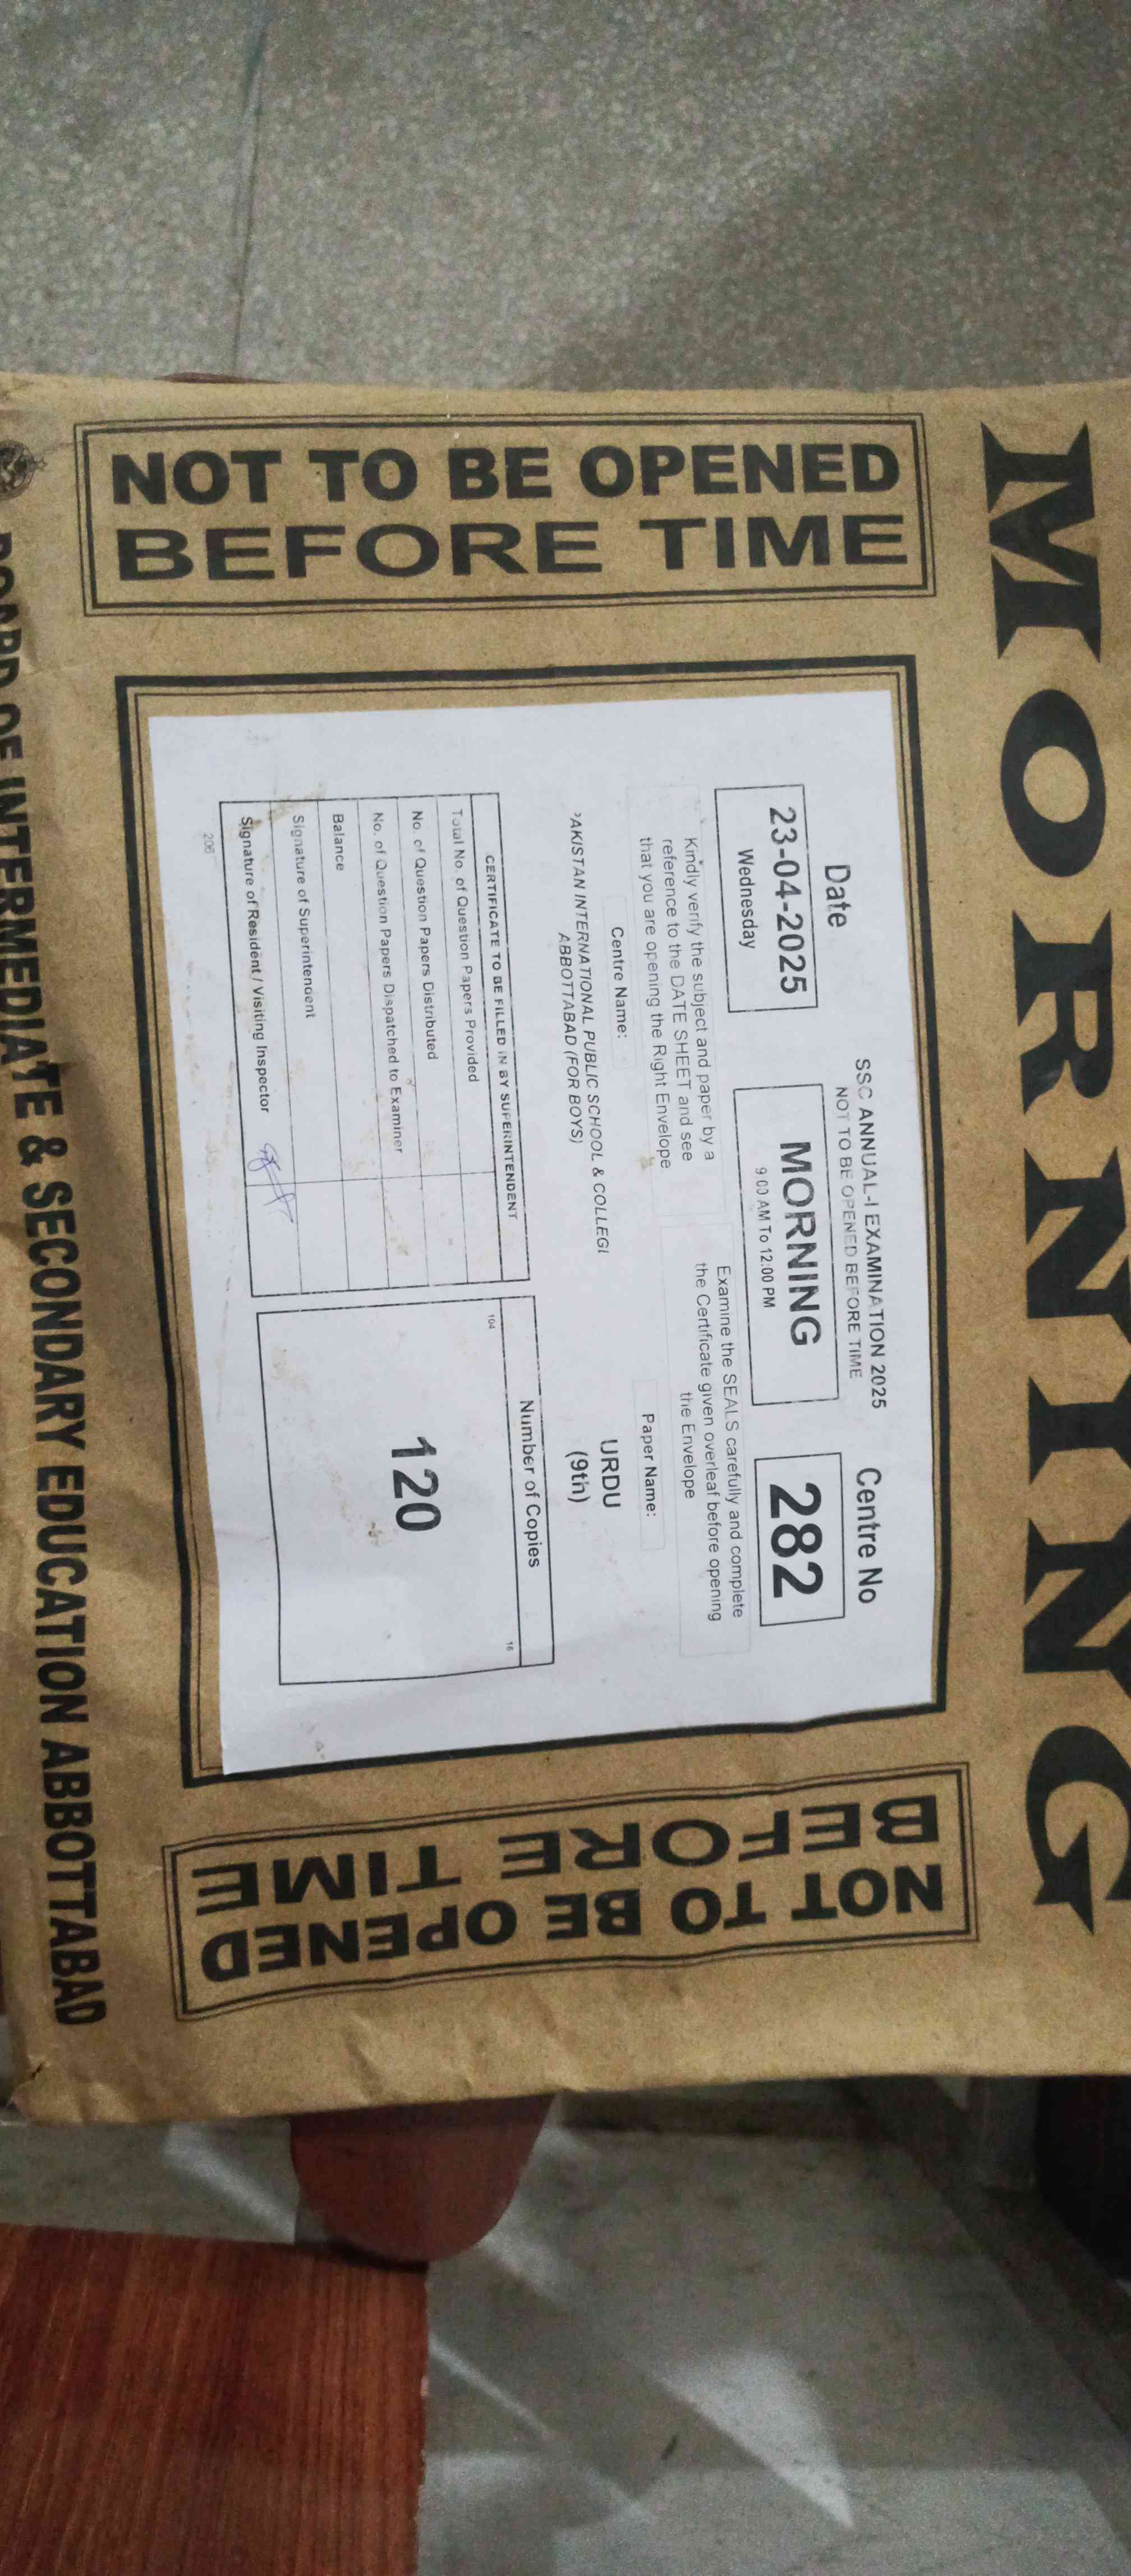 MORNING
NOT TO BE OPENED
BEFORE TIME
SSC ANNUAL-I EXAMINATION 2025
NOT TO BE OPENED BEFORE TIME
Date
23-04-2025
Wednesday
MORNING
9:00 AM To 12:00 PM
Centre No
282
Kindly verify the subject and paper by a
reference to the DATE SHEET and see
that you are opening the Right Envelope
Examine the SEALS carefully and complete
the Certificate given overleaf before opening
the Envelope
Centre Name:
PAKISTAN INTERNATIONAL PUBLIC SCHOOL & COLLEGE
ABBOTTABAD (FOR BOYS)
Paper Name:
URDU
(9th)
CERTIFICATE TO BE FILLED IN BY SUPERINTENDENT
Total No. of Question Papers Provided
No. of Question Papers Distributed
No. of Question Papers Dispatched to Examiner
Balance
Signature of Superintendent
Signature of Resident / Visiting Inspector
206
Number of Copies
104
16
120
NOT TO BE OPENED
BEFORE TIME
BOARD OF INTERMEDIATE & SECONDARY EDUCATION ABBOTTABAD